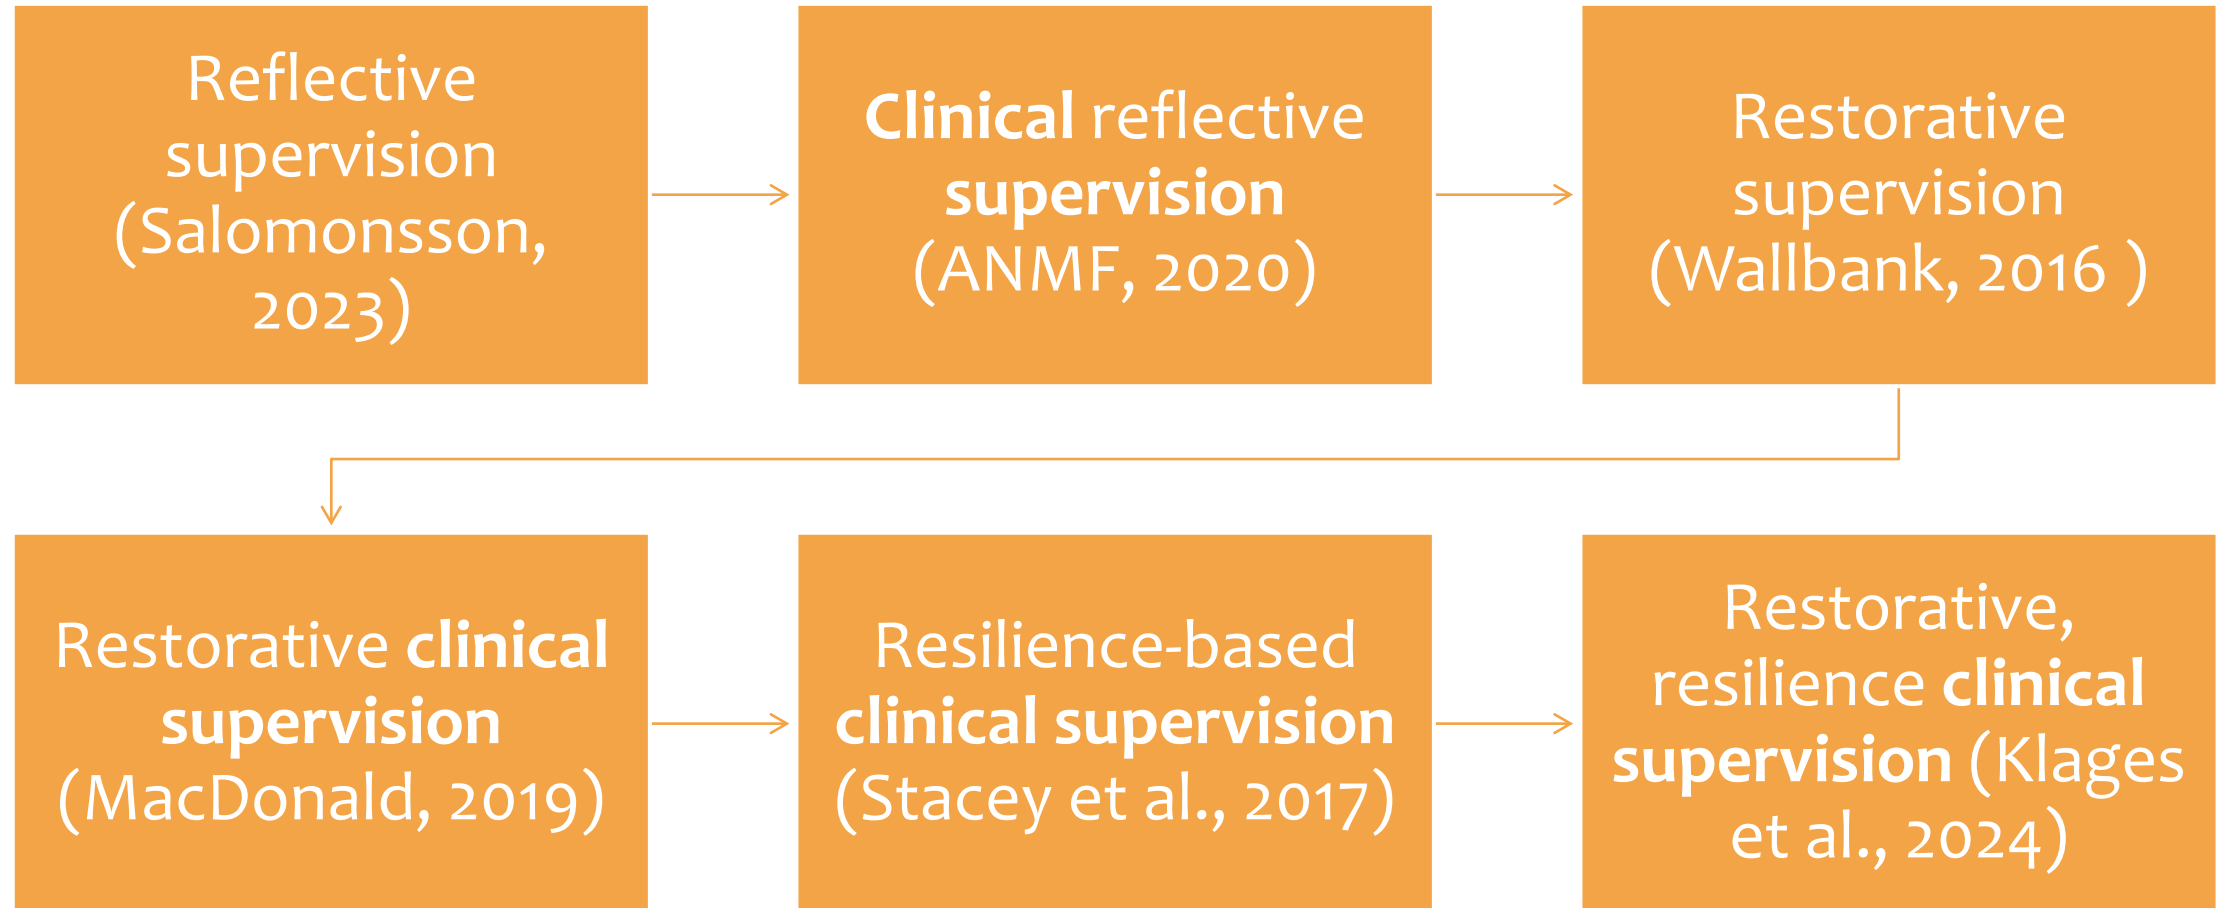 Reflective
supervision
(Salomonsson,
2023)
Clinical reflective
supervision
(ANMF, 2020)
Restorative
supervision
(Wallbank, 2016 )
Restorative clinical
supervision
(MacDonald, 2019)
Resilience-based
clinical supervision
(Stacey et al., 2017)
Restorative,
resilience clinical
supervision (Klages
et al., 2024)